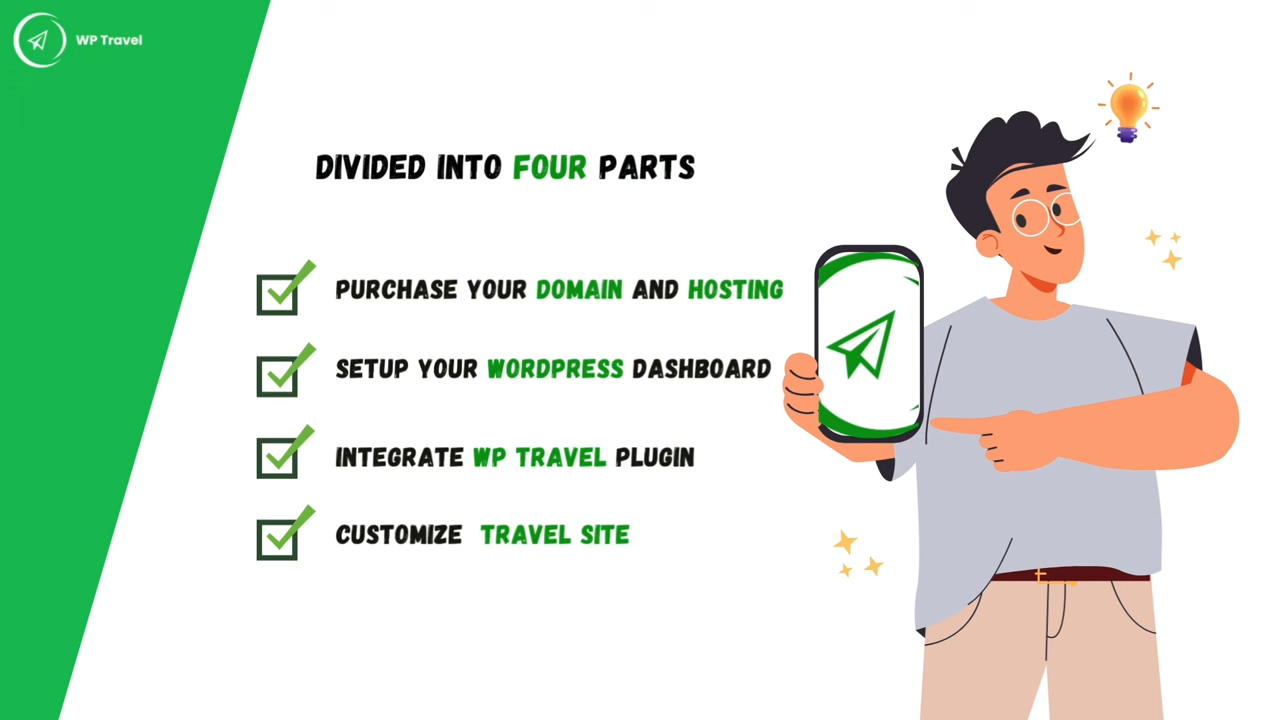 WP Travel
DIVIDED INTO FOUR PARTS
PURCHASE YOUR DOMAIN AND HOSTING
SETUP YOUR WORDPRESS DASHBOARD
INTEGRATE WP TRAVEL PLUGIN
CUSTOMIZE TRAVEL SITE